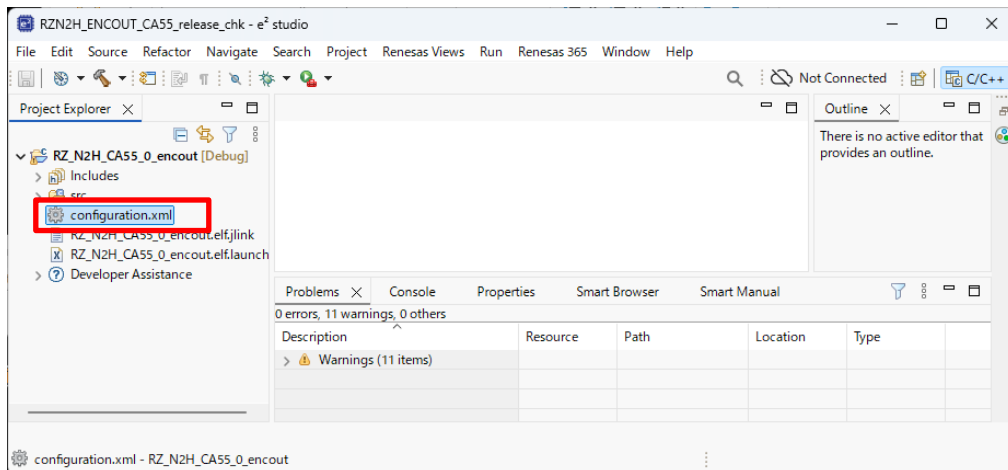 RZN2H_ENCOUT_CA55_release_chk - e² studio
File Edit Source Refactor Navigate Search Project Renesas Views Run Renesas 365 Window Help
Not Connected C/C++
Project Explorer
Outline
RZ_N2H_CA55_0_encout [Debug]
There is no active editor that
provides an outline.
Includes
src
configuration.xml
RZ_N2H_CA55_0_encout.elf.jlink
RZ_N2H_CA55_0_encout.elf.launch
Developer Assistance
Problems Console Properties Smart Browser Smart Manual
0 errors, 11 warnings, 0 others
Description Resource Path Location Type
Warnings (11 items)
configuration.xml - RZ_N2H_CA55_0_encout